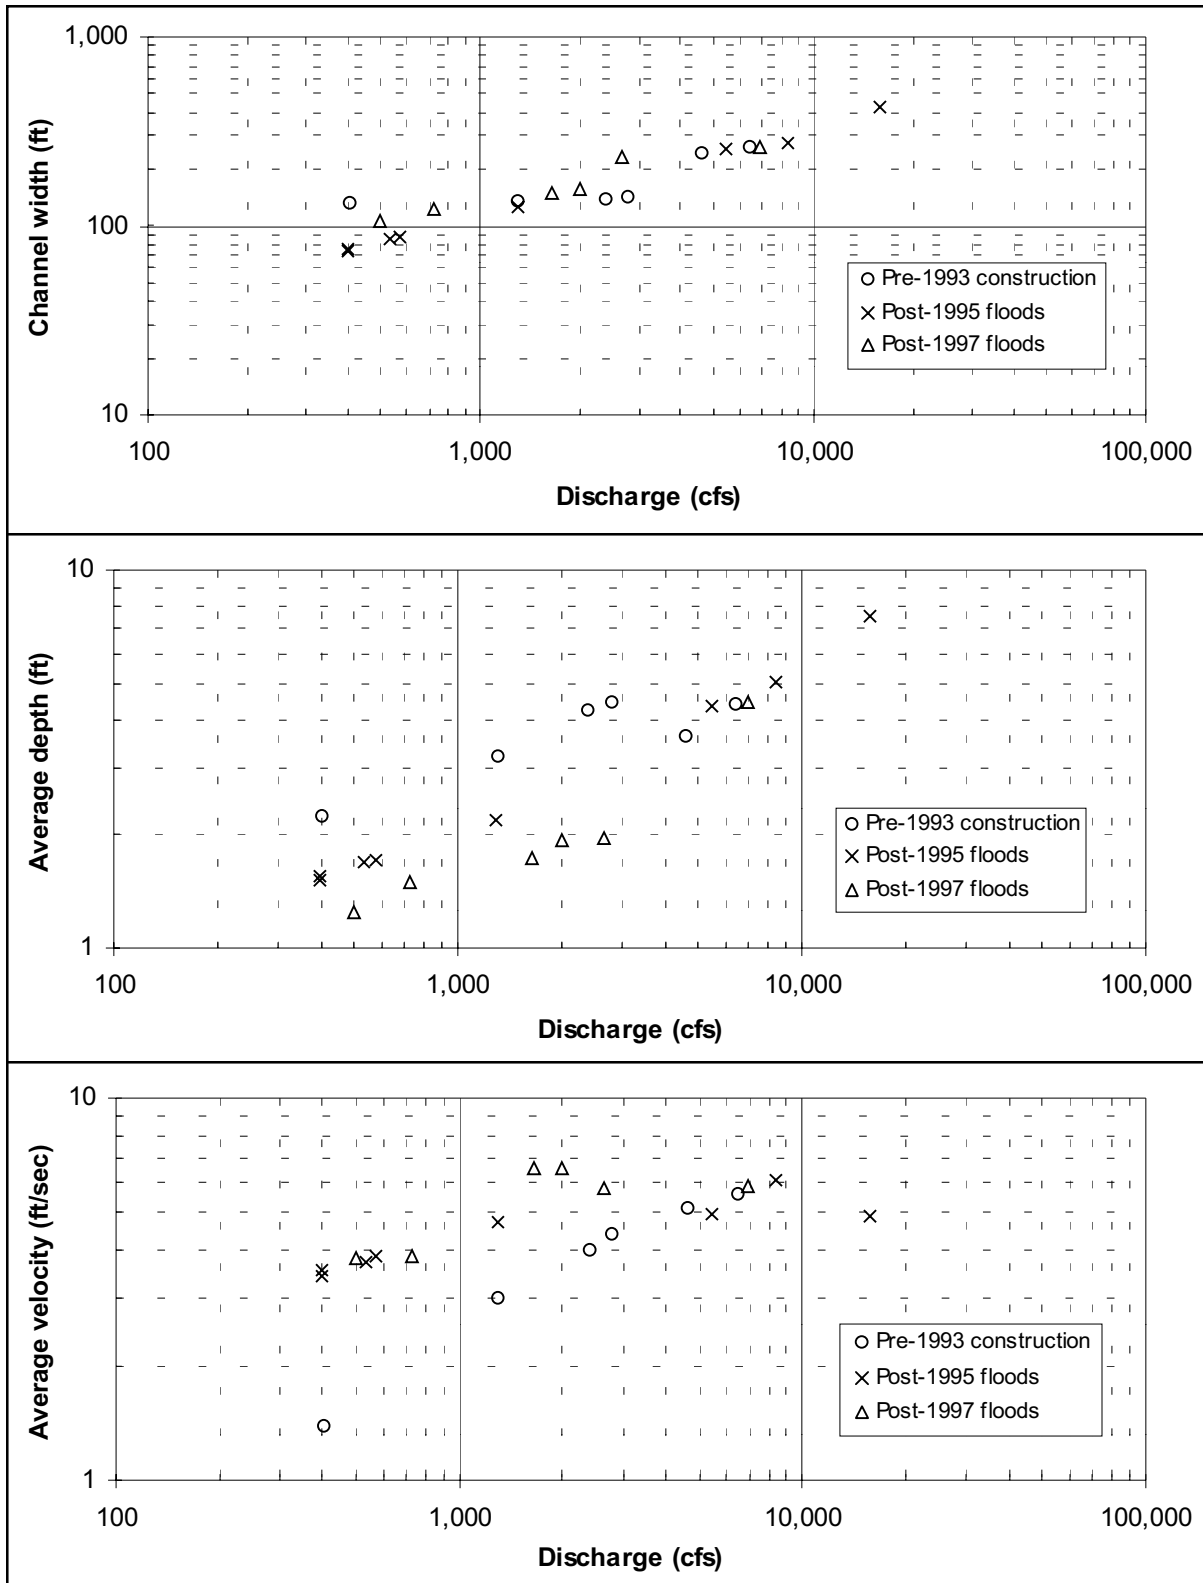 Channel width (ft)
1,000
100
10
100
1,000
10,000
100,000
Discharge (cfs)
Pre-1993 construction
Post-1995 floods
Post-1997 floods
Average depth (ft)
10
1
100
1,000
10,000
100,000
Discharge (cfs)
Pre-1993 construction
Post-1995 floods
Post-1997 floods
Average velocity (ft/sec)
10
1
100
1,000
10,000
100,000
Discharge (cfs)
Pre-1993 construction
Post-1995 floods
Post-1997 floods